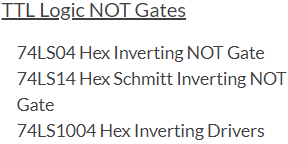 TTL Logic NOT Gates
74LS04 Hex Inverting NOT Gate
74LS14 Hex Schmitt Inverting NOT
Gate
74LS1004 Hex Inverting Drivers